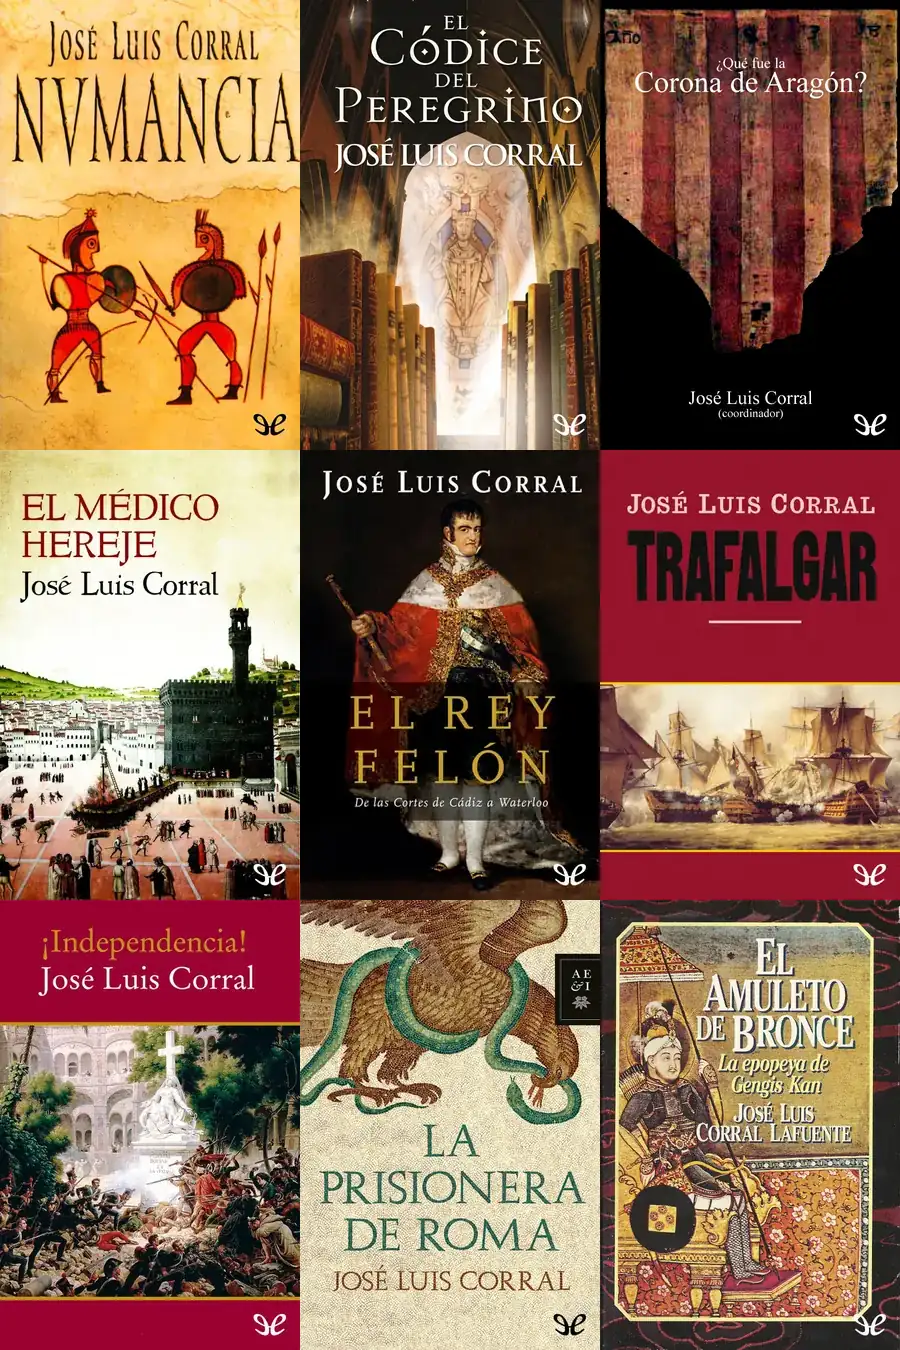 JOSÉ LUIS CORRAL
NVMANCIA
EL
CÓDICE
DEL
PEREGRINO
JOSÉ LUIS CORRAL
Año
¿Qué fue la
Corona de Aragón?
José Luis Corral
(coordinador)
EL MÉDICO
HEREJE
José Luis Corral
JOSÉ LUIS CORRAL
EL REY
FELÓN
De las Cortes de Cádiz a Waterloo
JOSÉ LUIS CORRAL
TRAFALGAR
¡Independencia!
José Luis Corral
AE
&I
LA
PRISIONERA
DE ROMA
JOSÉ LUIS CORRAL
EL
AMULETO
DE BRONCE
La epopeya de
Gengis Kan
JOSÉ LUIS
CORRAL LAFUENTE